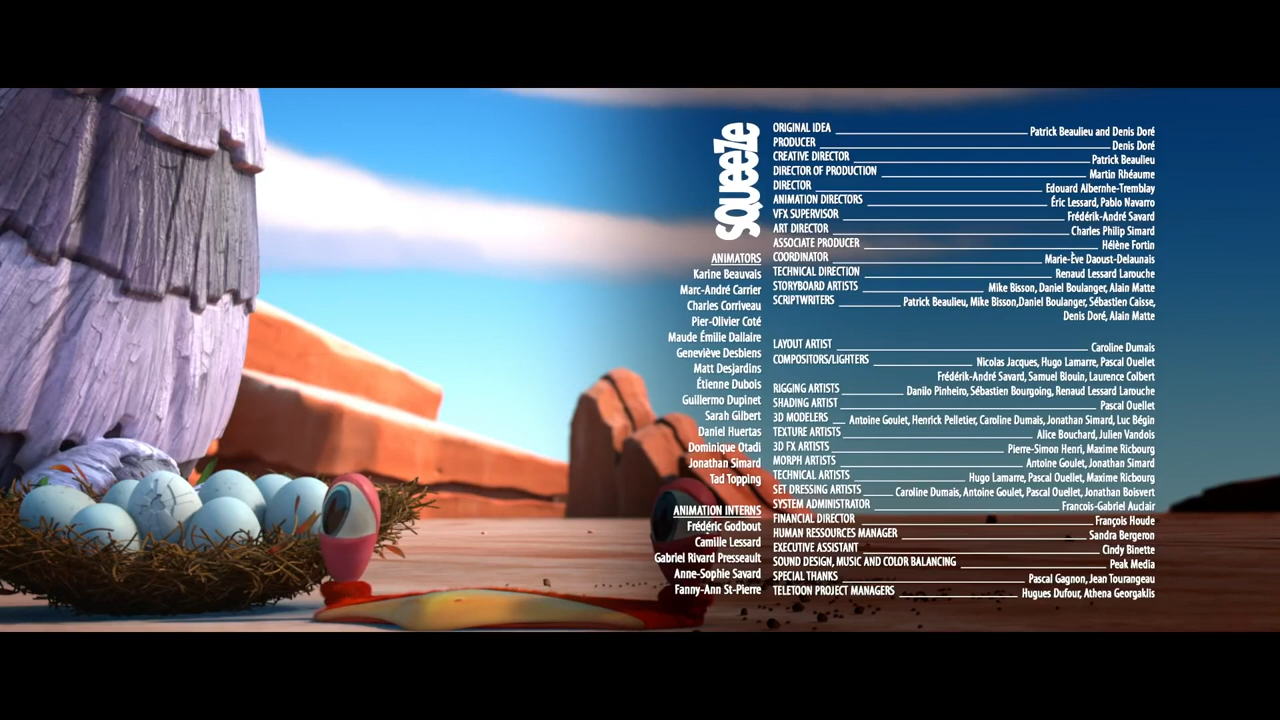 squeeze
ANIMATORS
Karine Beauvais
Marc-André Carrier
Charles Corriveau
Pier-Olivier Coté
Maude Émilie Dallaire
Geneviève Desbiens
Matt Desjardins
Étienne Dubois
Guillermo Dupinet
Sarah Gilbert
Daniel Huertas
Dominique Otadi
Jonathan Simard
Tad Topping
ANIMATION INTERNS
Frédéric Godbout
Camille Lessard
Gabriel Rivard Presseault
Anne-Sophie Savard
Fanny-Ann St-Pierre
ORIGINAL IDEA Patrick Beaulieu and Denis Doré
PRODUCER Denis Doré
CREATIVE DIRECTOR Patrick Beaulieu
DIRECTOR OF PRODUCTION Martin Rhéaume
DIRECTOR Edouard Albernhe-Tremblay
ANIMATION DIRECTORS Éric Lessard, Pablo Navarro
VFX SUPERVISOR Frédérik-André Savard
ART DIRECTOR Charles Philip Simard
ASSOCIATE PRODUCER Hélène Fortin
COORDINATOR Marie-Ève Daoust-Delaunais
TECHNICAL DIRECTION Renaud Lessard Larouche
STORYBOARD ARTISTS Mike Bisson, Daniel Boulanger, Alain Matte
SCRIPTWRITERS Patrick Beaulieu, Mike Bisson,Daniel Boulanger, Sébastien Caisse,
Denis Doré, Alain Matte
LAYOUT ARTIST Caroline Dumais
COMPOSITORS/LIGHTERS Nicolas Jacques, Hugo Lamarre, Pascal Ouellet
Frédérik-André Savard, Samuel Blouin, Laurence Colbert
RIGGING ARTISTS Danilo Pinheiro, Sébastien Bourgoing, Renaud Lessard Larouche
SHADING ARTIST Pascal Ouellet
3D MODELERS Antoine Goulet, Henrick Pelletier, Caroline Dumais, Jonathan Simard, Luc Bégin
TEXTURE ARTISTS Alice Bouchard, Julien Vandois
3D FX ARTISTS Pierre-Simon Henri, Maxime Ricbourg
MORPH ARTISTS Antoine Goulet, Jonathan Simard
TECHNICAL ARTISTS Hugo Lamarre, Pascal Ouellet, Maxime Ricbourg
SET DRESSING ARTISTS Caroline Dumais, Antoine Goulet, Pascal Ouellet, Jonathan Boisvert
SYSTEM ADMINISTRATOR Francois-Gabriel Auclair
FINANCIAL DIRECTOR François Houde
HUMAN RESSOURCES MANAGER Sandra Bergeron
EXECUTIVE ASSISTANT Cindy Binette
SOUND DESIGN, MUSIC AND COLOR BALANCING Peak Media
SPECIAL THANKS Pascal Gagnon, Jean Tourangeau
TELETOON PROJECT MANAGERS Hugues Dufour, Athena Georgaklis